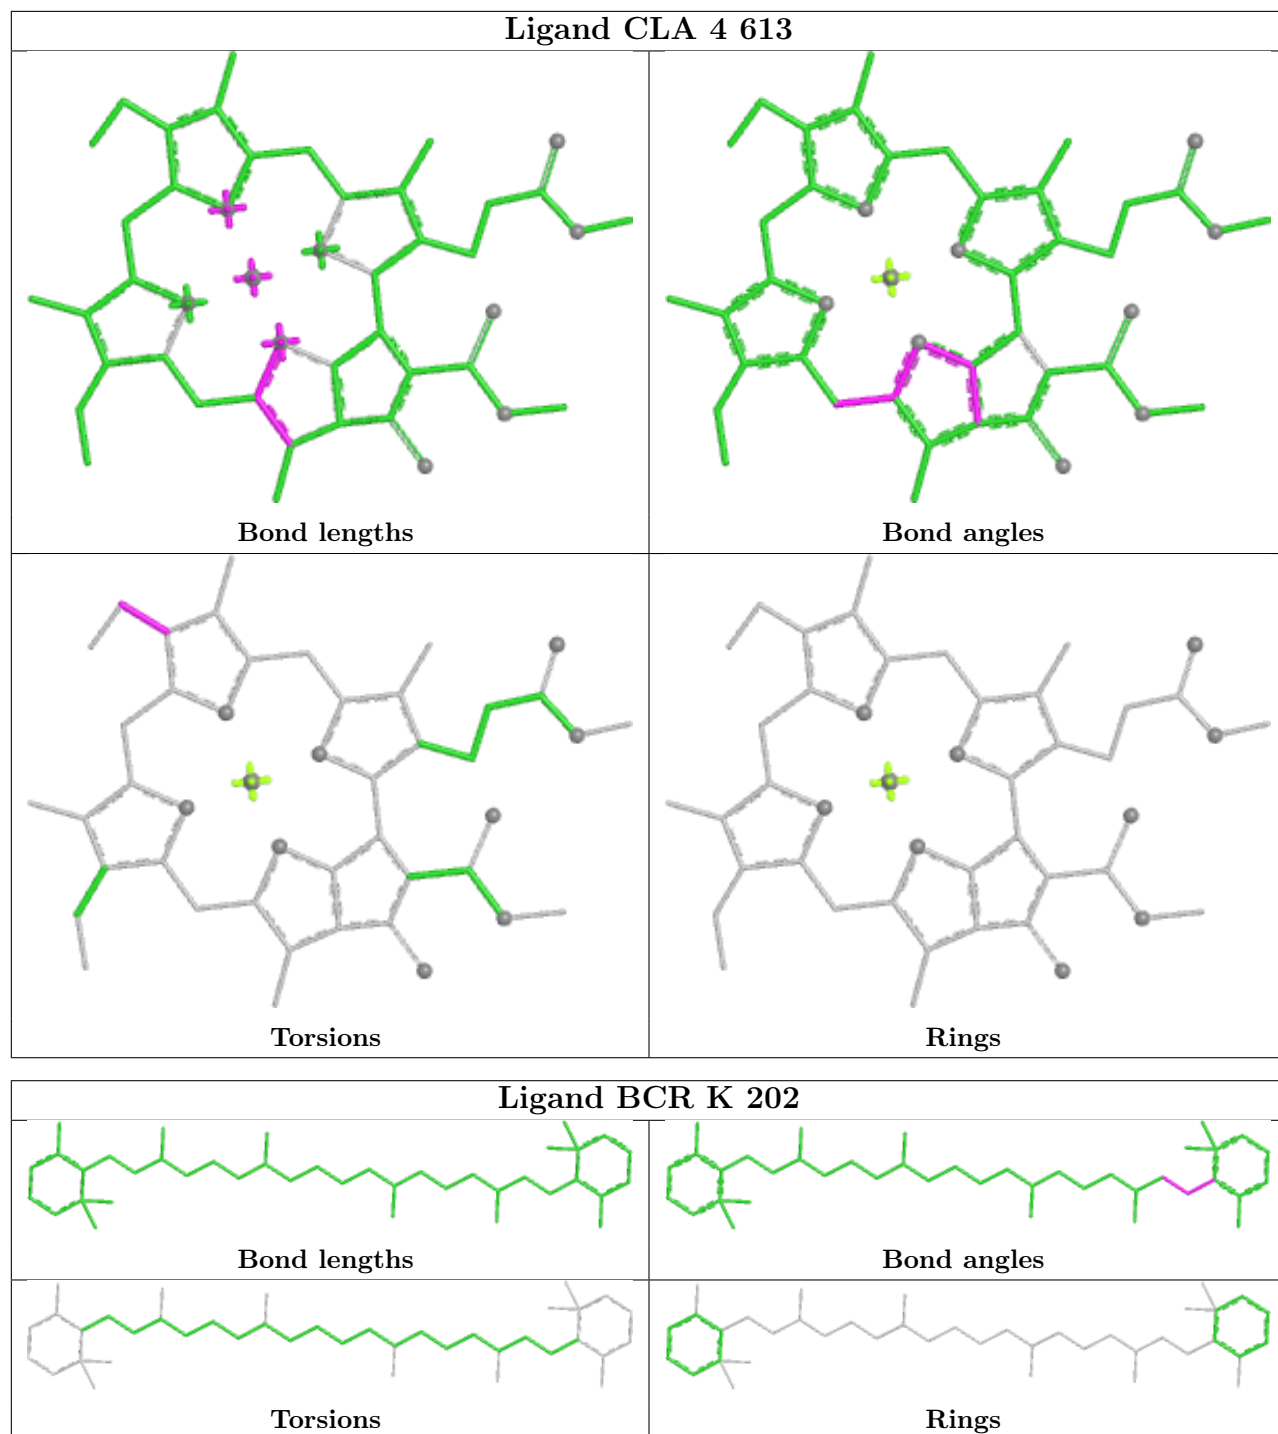 Ligand CLA 4 613
Bond lengths
Bond angles
Torsions
Rings
Ligand BCR K 202
Bond lengths
Bond angles
Torsions
Rings